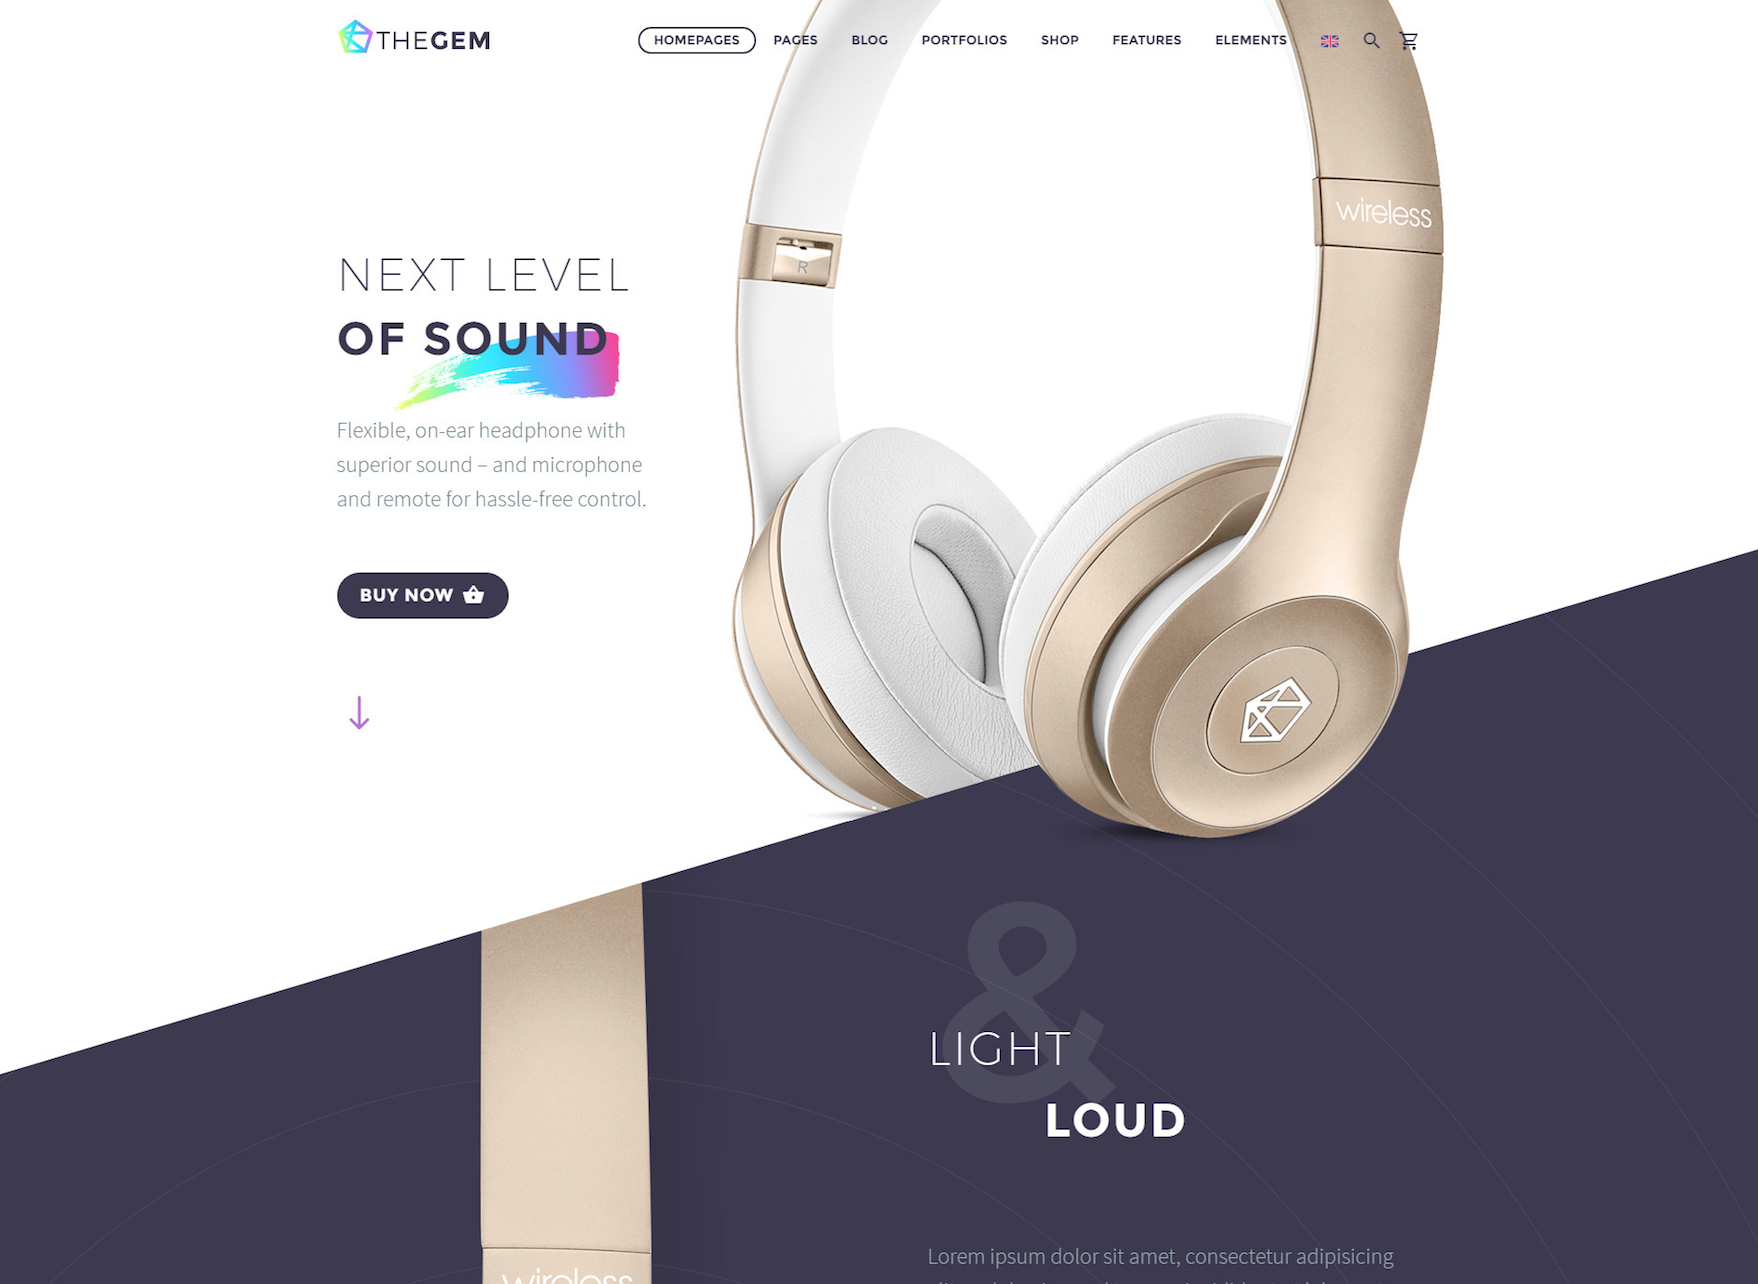 THEGEM
HOMEPAGES PAGES BLOG PORTFOLIOS SHOP FEATURES ELEMENTS
wireless
R
NEXT LEVEL
OF SOUND
Flexible, on-ear headphone with
superior sound – and microphone
and remote for hassle-free control.
BUY NOW
&
LIGHT
LOUD
Lorem ipsum dolor sit amet, consectetur adipisicing
wireless